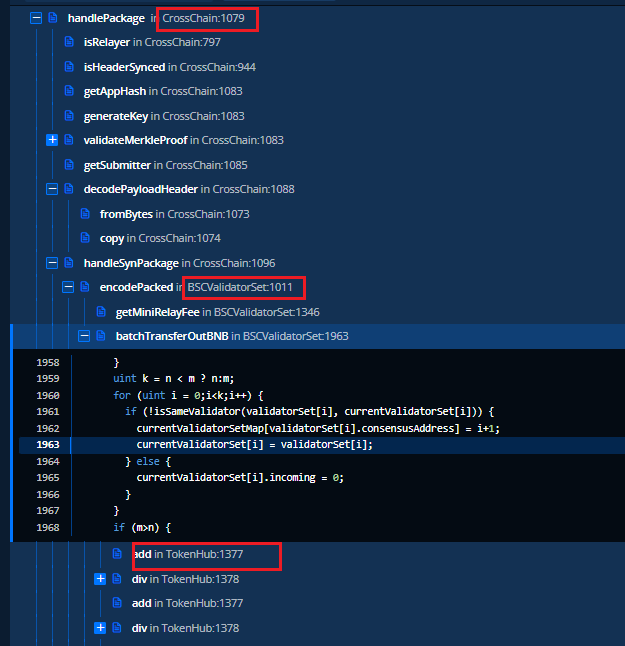 handlePackage in CrossChain:1079
isRelayer in CrossChain:797
isHeaderSynced in CrossChain:944
getAppHash in CrossChain:1083
generateKey in CrossChain:1083
validateMerkleProof in CrossChain:1083
getSubmitter in CrossChain:1085
decodePayloadHeader in CrossChain:1088
fromBytes in CrossChain:1073
copy in CrossChain:1074
handleSynPackage in CrossChain:1096
encodePacked in BSCValidatorSet:1011
getMiniRelayFee in BSCValidatorSet:1346
batchTransferOutBNB in BSCValidatorSet:1963
1958 }
1959 uint k = n < m ? n:m;
1960 for (uint i = 0;i<k;i++) {
1961 if (!isSameValidator(validatorSet[i], currentValidatorSet[i])) {
1962 currentValidatorSetMap[validatorSet[i].consensusAddress] = i+1;
1963 currentValidatorSet[i] = validatorSet[i];
1964 } else {
1965 currentValidatorSet[i].incoming = 0;
1966 }
1967 }
1968 if (m>n) {
add in TokenHub:1377
div in TokenHub:1378
add in TokenHub:1377
div in TokenHub:1378